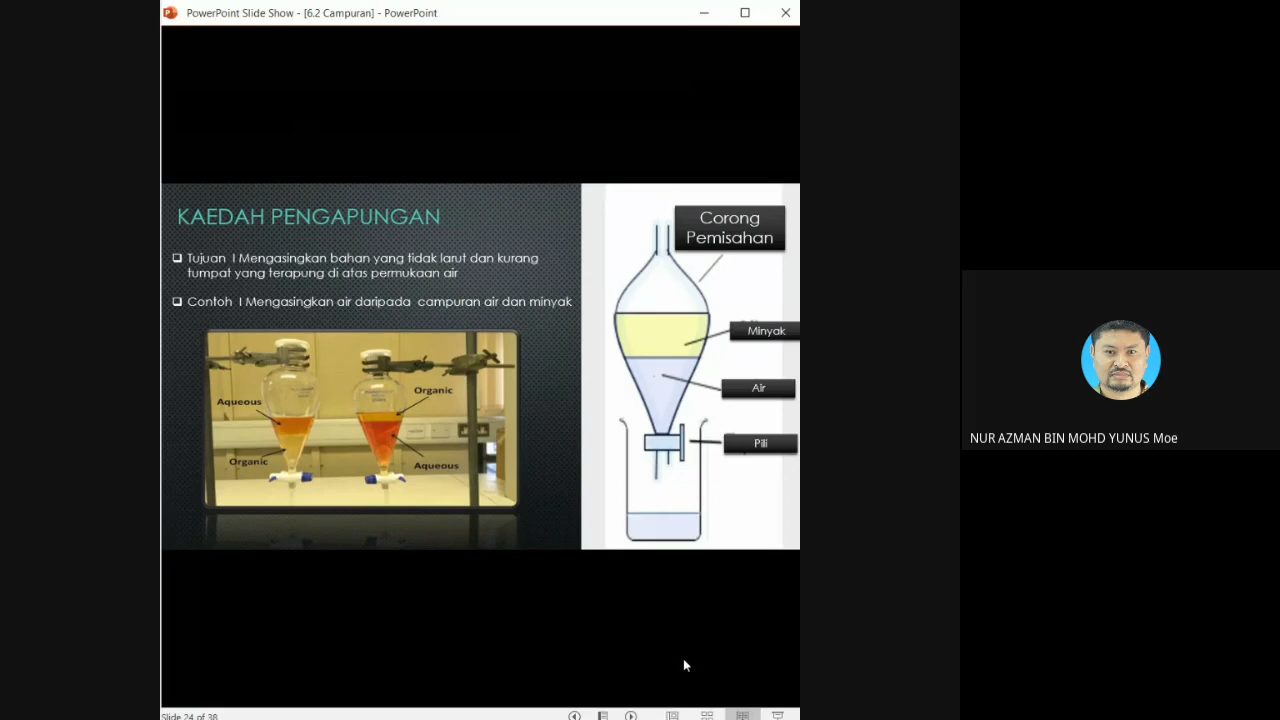 PowerPoint Slide Show - [6.2 Campuran] - PowerPoint
KAEDAH PENGAPUNGAN
Tujuan I Mengasingkan bahan yang tidak larut dan kurang
tumpat yang terapung di atas permukaan air
Contoh I Mengasingkan air daripada campuran air dan minyak
Aqueous
Organic
Organic
Aqueous
Corong
Pemisahan
Minyak
Air
Pili
NUR AZMAN BIN MOHD YUNUS Moe
Slide 24 of 38